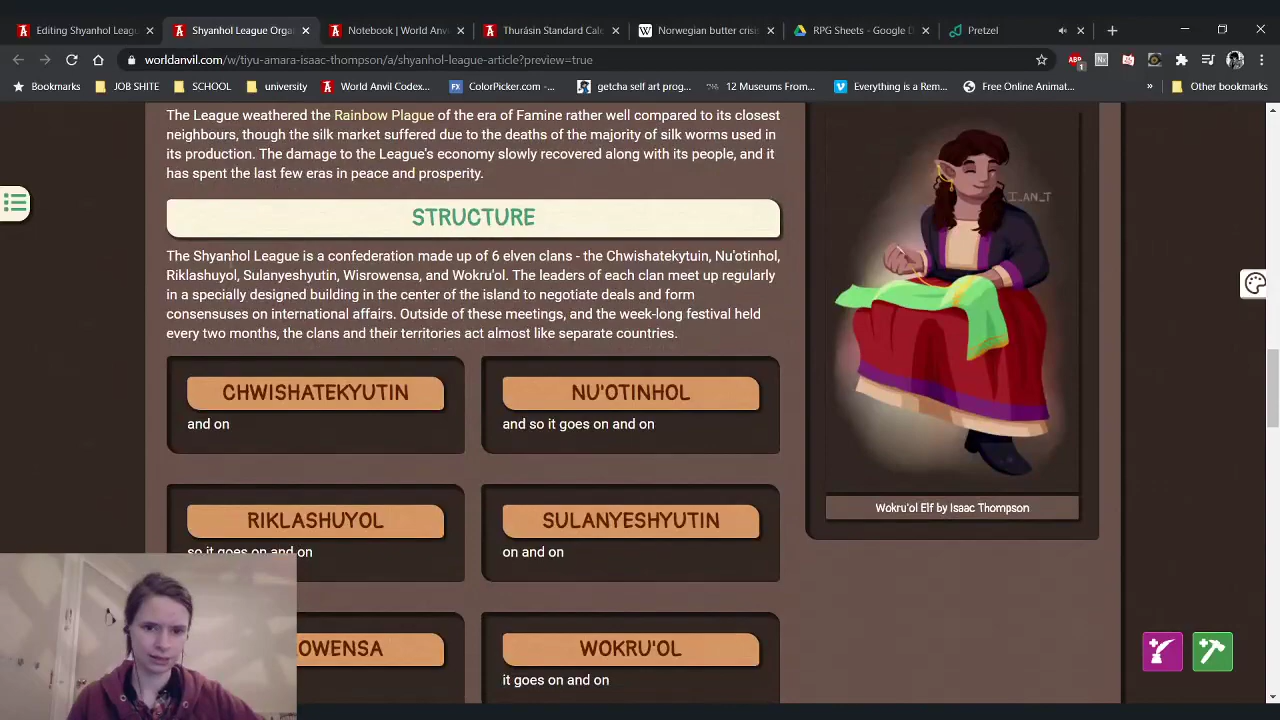 Editing Shyanhol Leagu
Shyanhol League Orga
Notebook | World Anv
Thurásin Standard Cale
Norwegian butter crisi
RPG Sheets - Google D
Pretzel
worldanvil.com/w/tiyu-amara-isaac-thompson/a/shyanhol-league-article?preview=true
Bookmarks
JOB SHITE
SCHOOL
university
World Anvil Codex...
ColorPicker.com -...
getcha self art prog...
12 Museums From...
Everything is a Rem...
Free Online Animat...
Other bookmarks
The League weathered the Rainbow Plague of the era of Famine rather well compared to its closest
neighbours, though the silk market suffered due to the deaths of the majority of silk worms used in
its production. The damage to the League's economy slowly recovered along with its people, and it
has spent the last few eras in peace and prosperity.
STRUCTURE
The Shyanhol League is a confederation made up of 6 elven clans - the Chwishatekyutin, Nu'otinhol,
Riklashuyol, Sulanyeshyutin, Wisrowensa, and Wokru'ol. The leaders of each clan meet up regularly
in a specially designed building in the center of the island to negotiate deals and form
consensuses on international affairs. Outside of these meetings, and the week-long festival held
every two months, the clans and their territories act almost like separate countries.
CHWISHATEKYUTIN
and on
NU'OTINHOL
and so it goes on and on
RIKLASHUYOL
so it goes on and on
SULANYESHYUTIN
on and on
OWENSA
WOKRU'OL
it goes on and on
I_AN_T
Wokru'ol Elf by Isaac Thompson